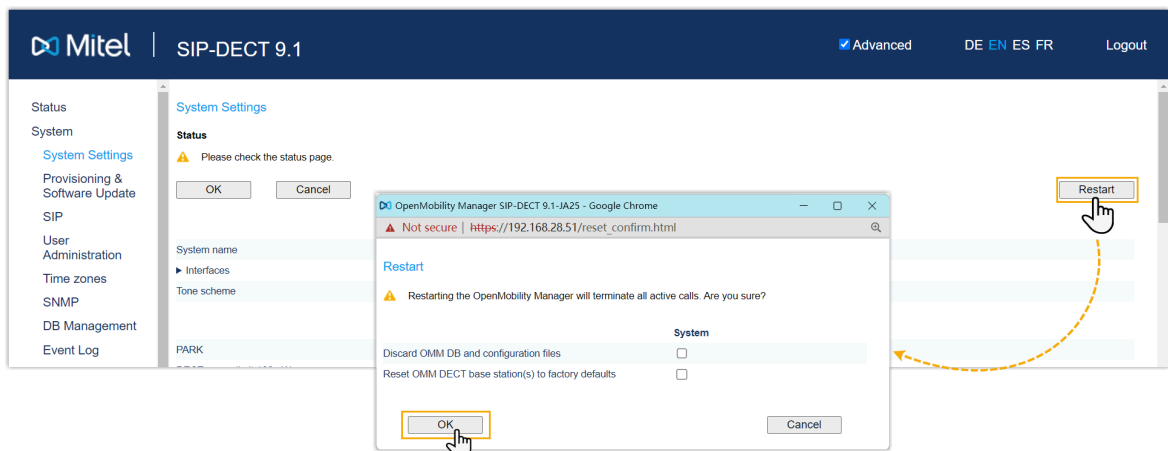 Mitel | SIP-DECT 9.1
Advanced
DE EN ES FR
Logout
Status
System
System Settings
Provisioning &
Software Update
SIP
User
Administration
Time zones
SNMP
DB Management
Event Log
System Settings
Status
Please check the status page.
OK Cancel
Restart
System name
Interfaces
Tone scheme
PARK
OpenMobility Manager SIP-DECT 9.1-JA25 - Google Chrome
Not secure | https://192.168.28.51/reset_confirm.html
Restart
Restarting the OpenMobility Manager will terminate all active calls. Are you sure?
System
Discard OMM DB and configuration files
Reset OMM DECT base station(s) to factory defaults
OK Cancel